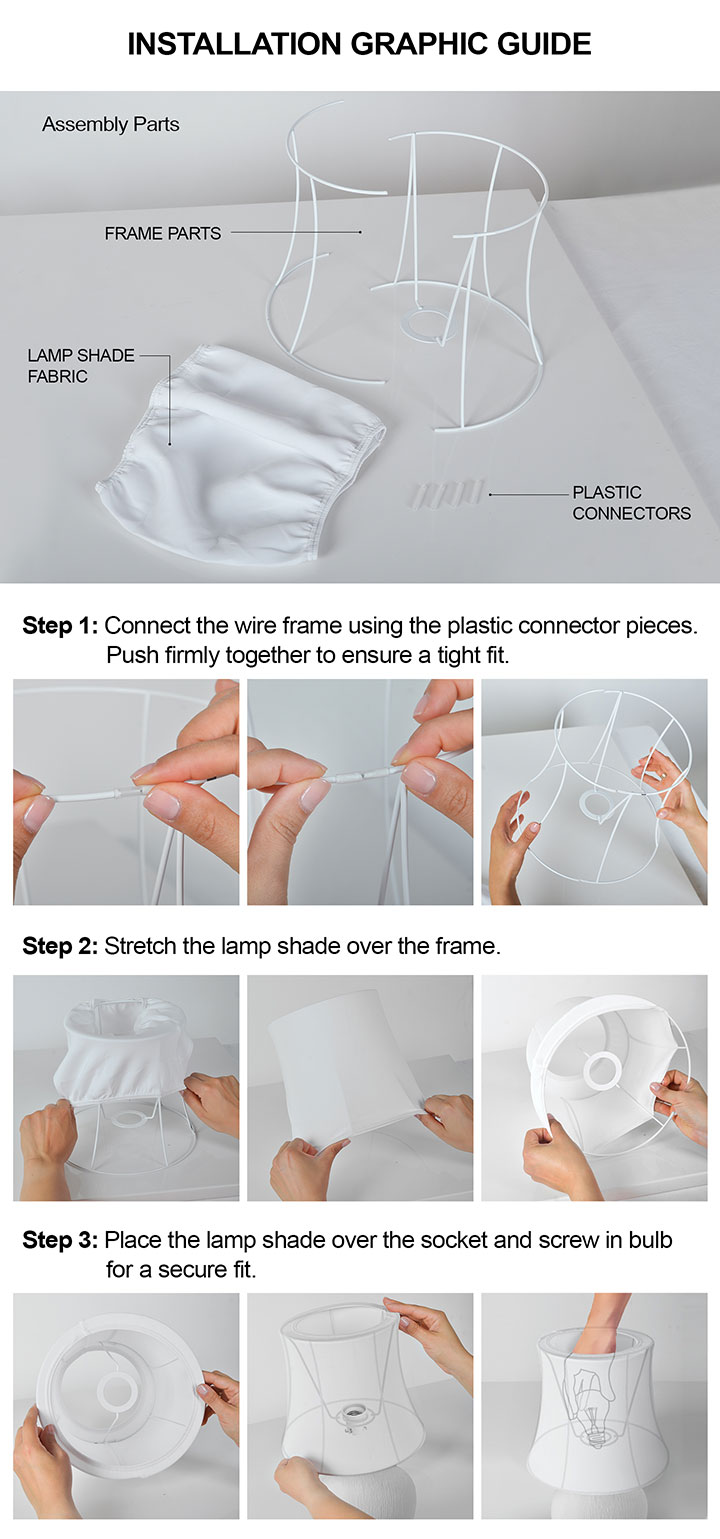 INSTALLATION GRAPHIC GUIDE
Assembly Parts
FRAME PARTS
LAMP SHADE
FABRIC
PLASTIC
CONNECTORS
Step 1: Connect the wire frame using the plastic connector pieces.
Push firmly together to ensure a tight fit.
Step 2: Stretch the lamp shade over the frame.
Step 3: Place the lamp shade over the socket and screw in bulb
for a secure fit.